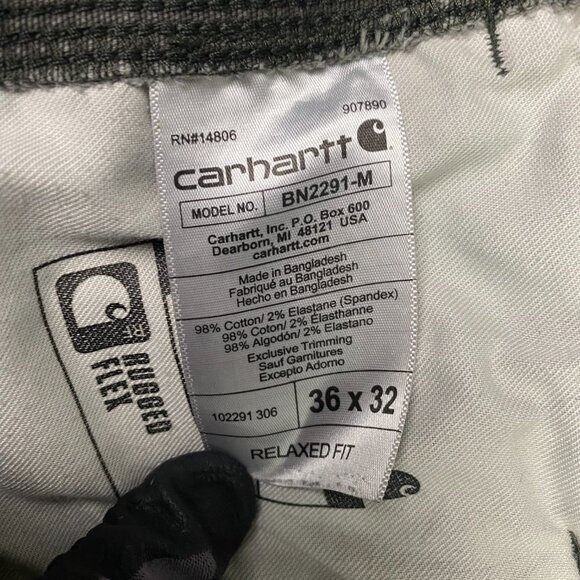 907890
RN#14806
carhartt
MODEL NO. BN2291-M
Carhartt, Inc. P.O. Box 600
Dearborn, MI 48121 USA
carhartt.com
Made in Bangladesh
Fabriqué au Bangladesh
Hecho en Bangladesh
98% Cotton/ 2% Elastane (Spandex)
98% Coton/ 2% Élasthanne
98% Algodón/ 2% Elastano
Exclusive Trimming
Sauf Garnitures
Excepto Adorno
102291 306
36 x 32
RELAXED FIT
RUGGED
FLEX